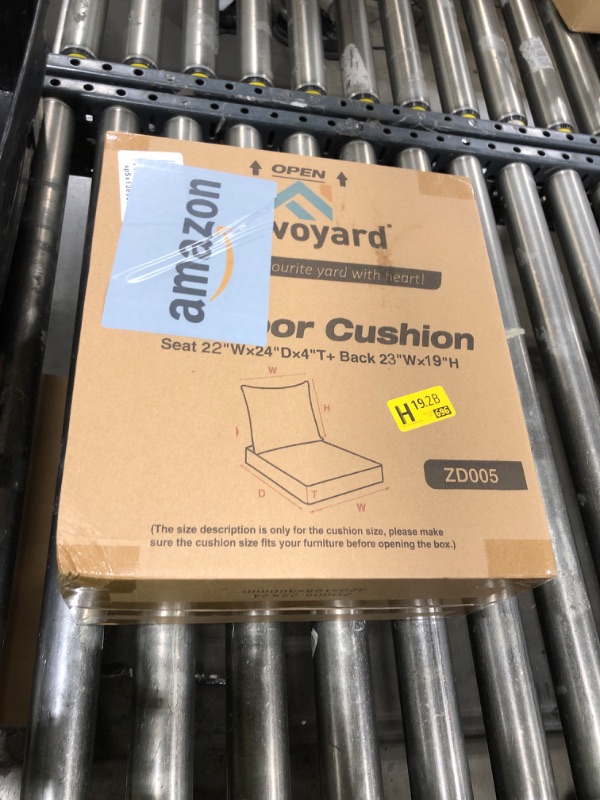 OPEN
amazon
voyard
ourite yard with heart!
oor Cushion
Seat 22"W×24"D×4"T+ Back 23"W×19"H
W
H
D
T
W
H 19.2B
696
ZD005
(The size description is only for the cushion size, please make
sure the cushion size fits your furniture before opening the box.)